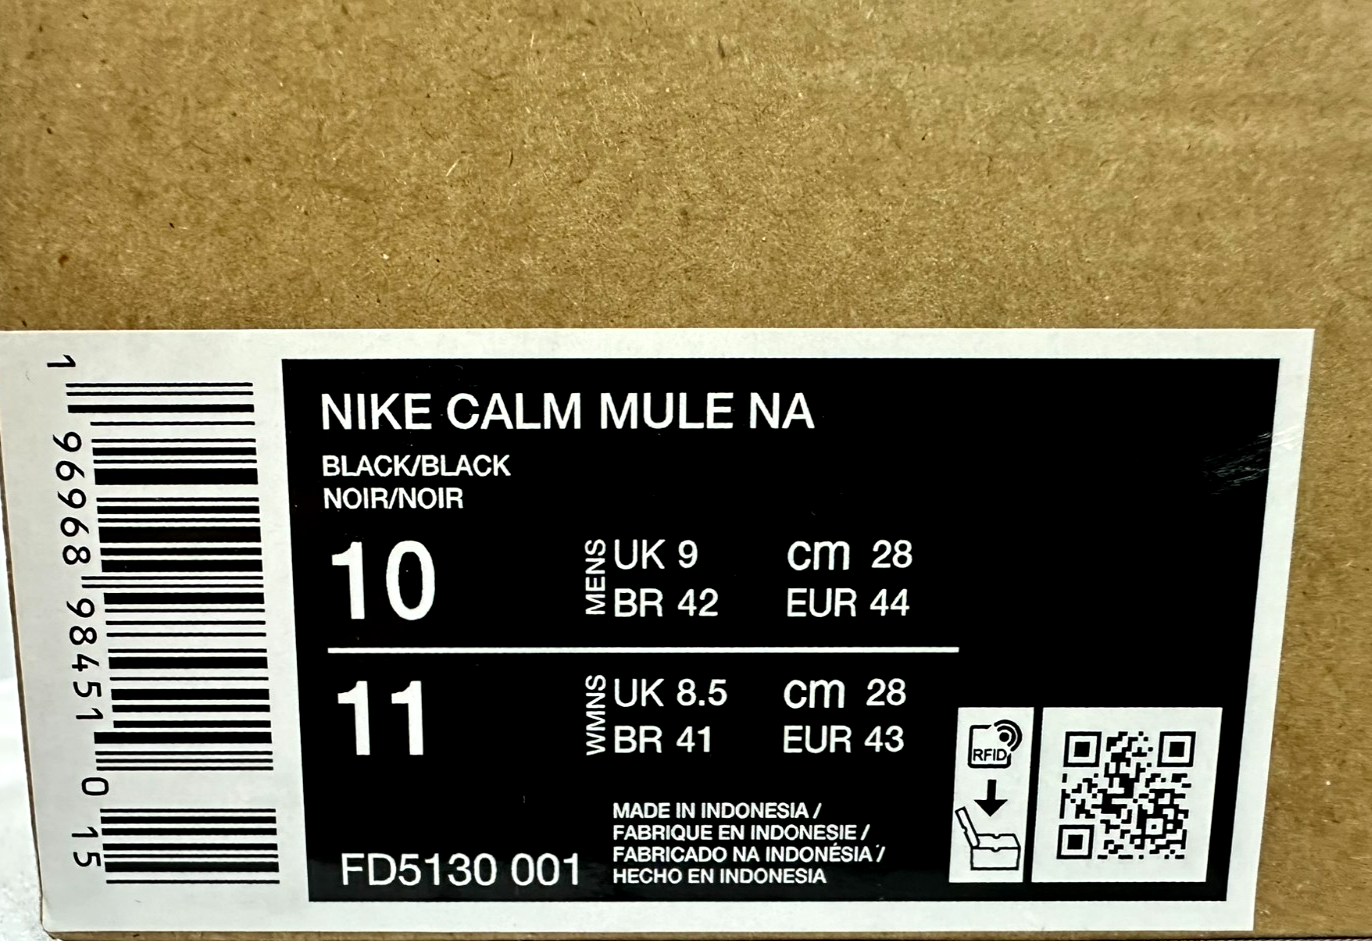 NIKE CALM MULE NA
BLACK/BLACK
NOIR/NOIR
10 MENS UK 9 cm 28
BR 42 EUR 44
11 WMNS UK 8.5 cm 28
BR 41 EUR 43
FD5130 001
MADE IN INDONESIA /
FABRIQUE EN INDONESIE /
FABRICADO NA INDONÉSIA /
HECHO EN INDONESIA
RFID
1 96968 98451 0 15